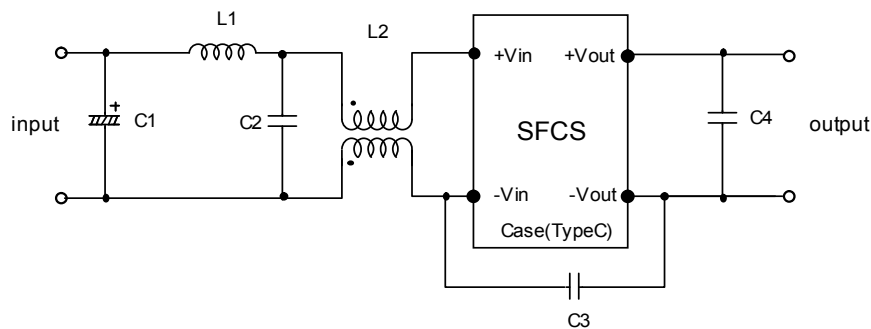 L1
L2
+Vin
+Vout
input
+
C1
C2
SFCS
C4
output
-Vin
-Vout
Case(TypeC)
C3